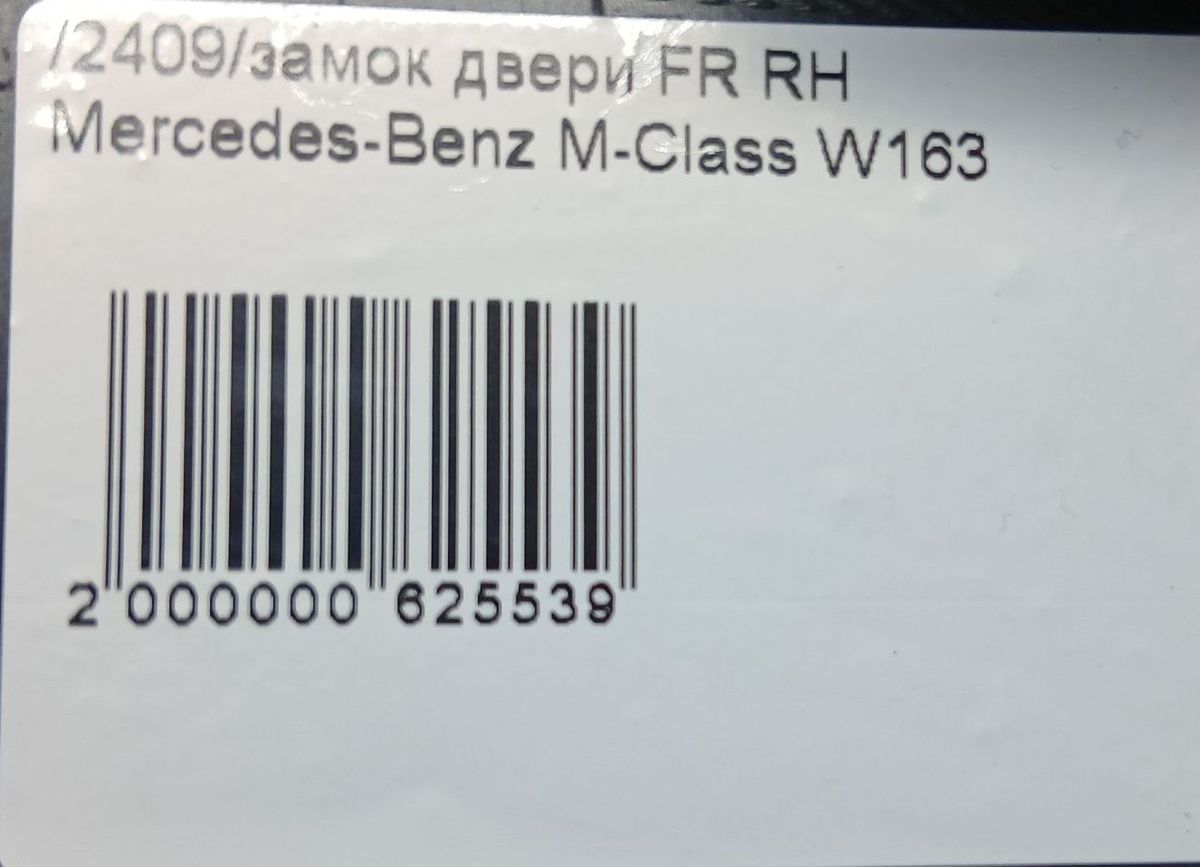 /2409/замок двери FR RH
Mercedes-Benz M-Class W163
2 000000 625539